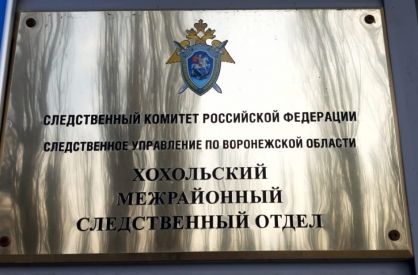 СЛЕДСТВЕННЫЙ КОМИТЕТ РОССИЙСКОЙ ФЕДЕРАЦИИ
СЛЕДСТВЕННОЕ УПРАВЛЕНИЕ ПО ВОРОНЕЖСКОЙ ОБЛАСТИ
ХОХОЛЬСКИЙ
МЕЖРАЙОННЫЙ
СЛЕДСТВЕННЫЙ ОТДЕЛ